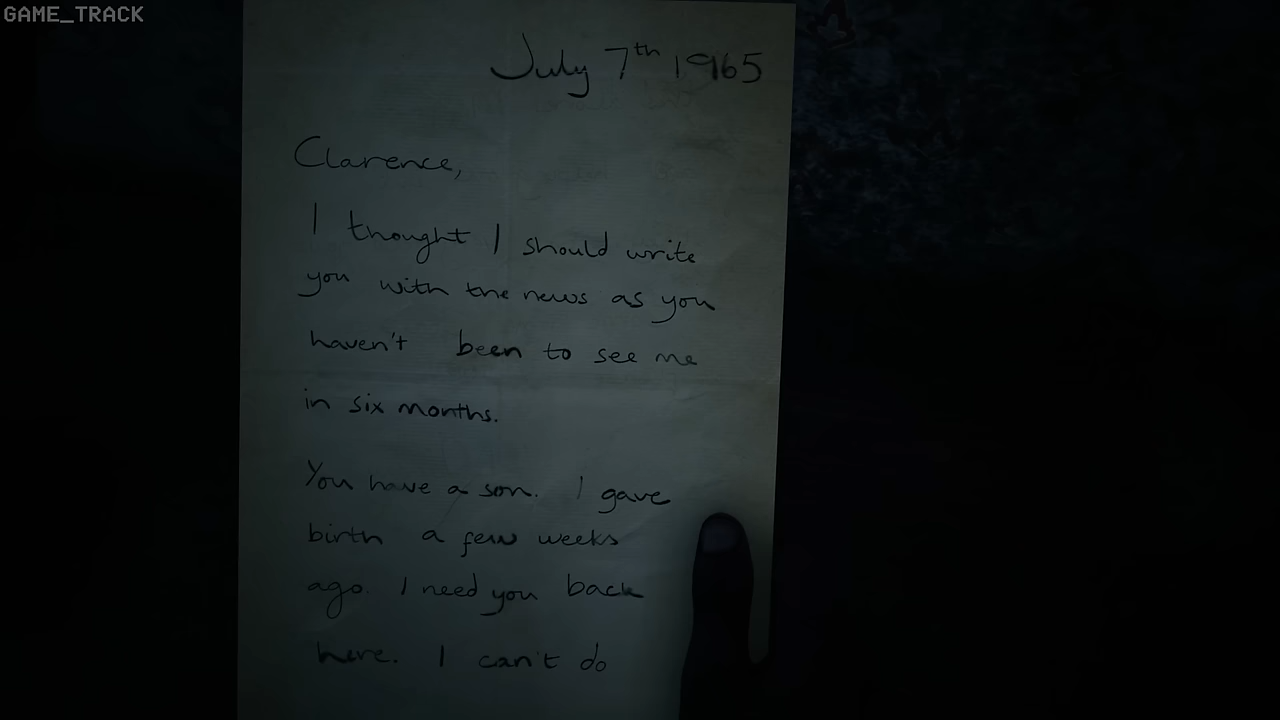 GAME_TRACK
July 7th 1965
Clarence,
I thought I should write
you with the news as you
haven't been to see me
in six months.
You have a son. I gave
birth a few weeks
ago. I need you back
here. I can't do